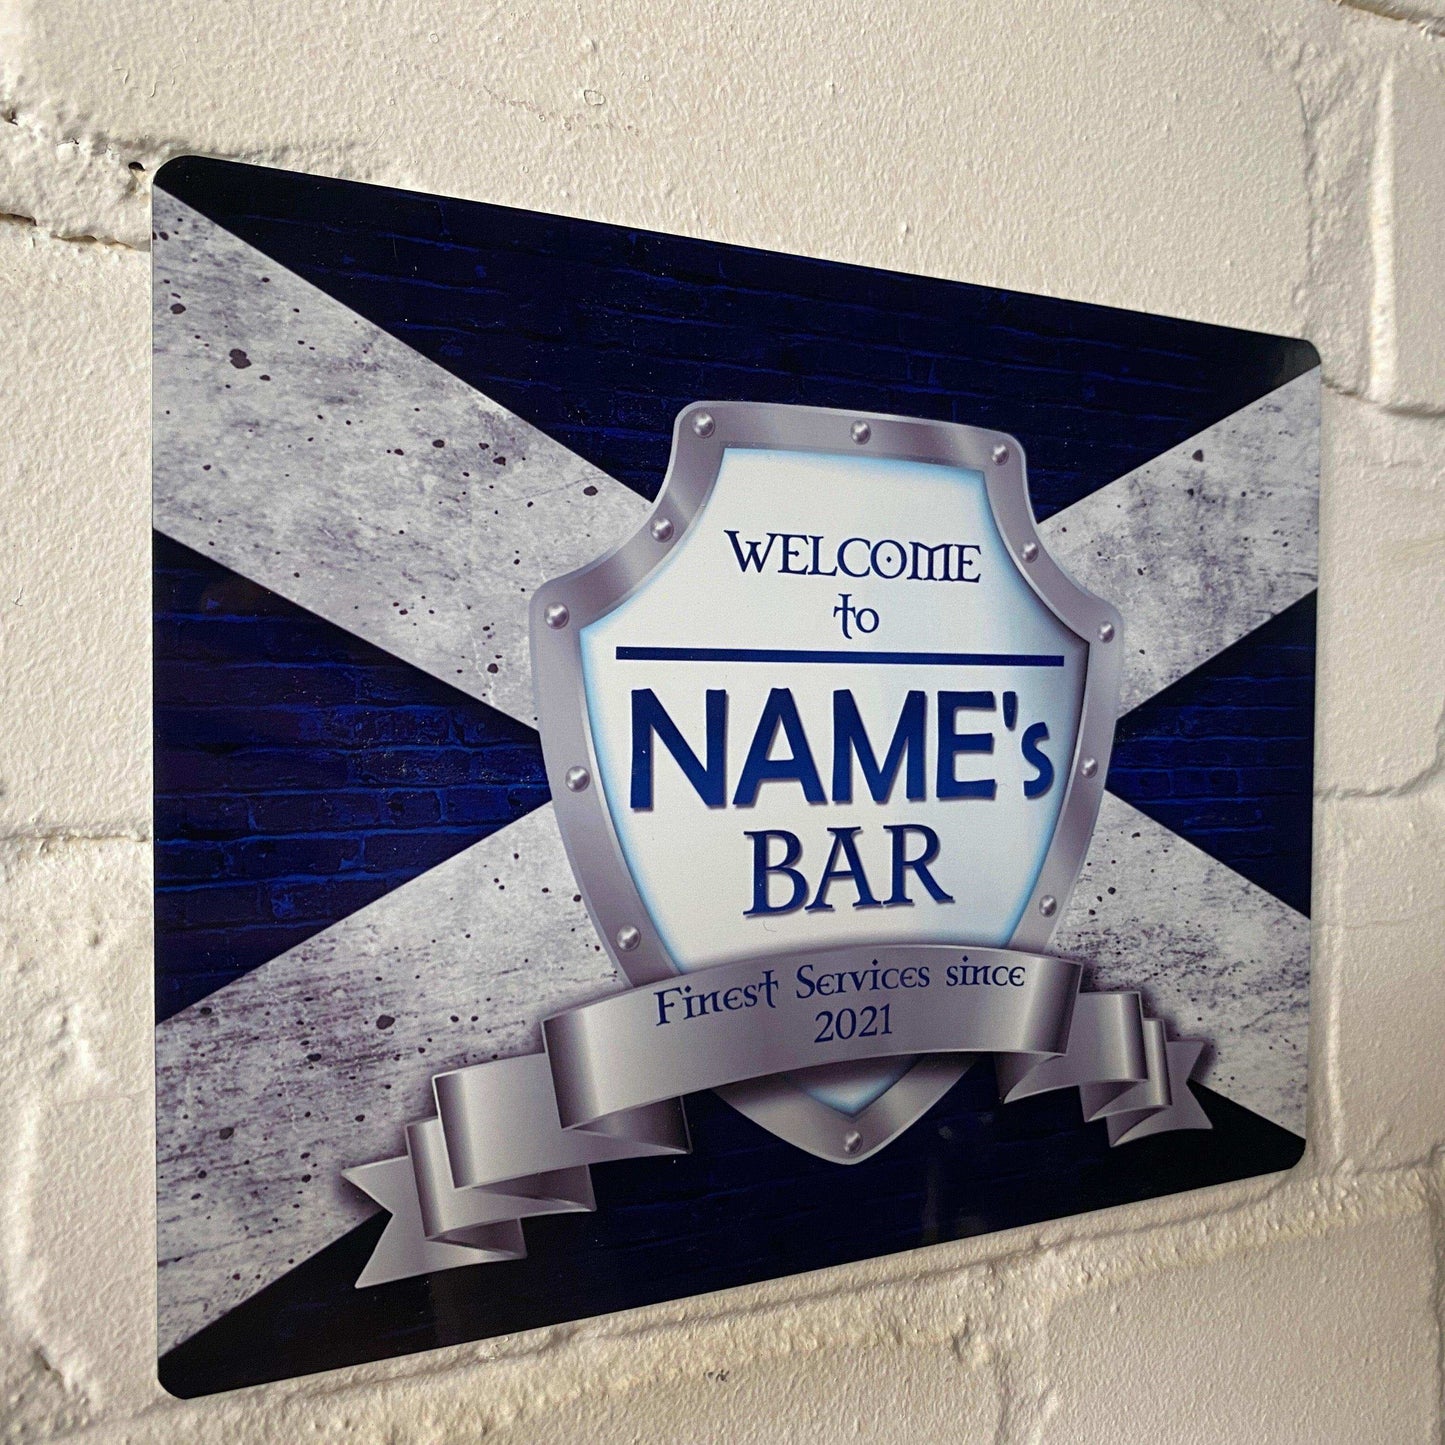 WELCOME
to
NAME's
BAR
Finest Services since
2021